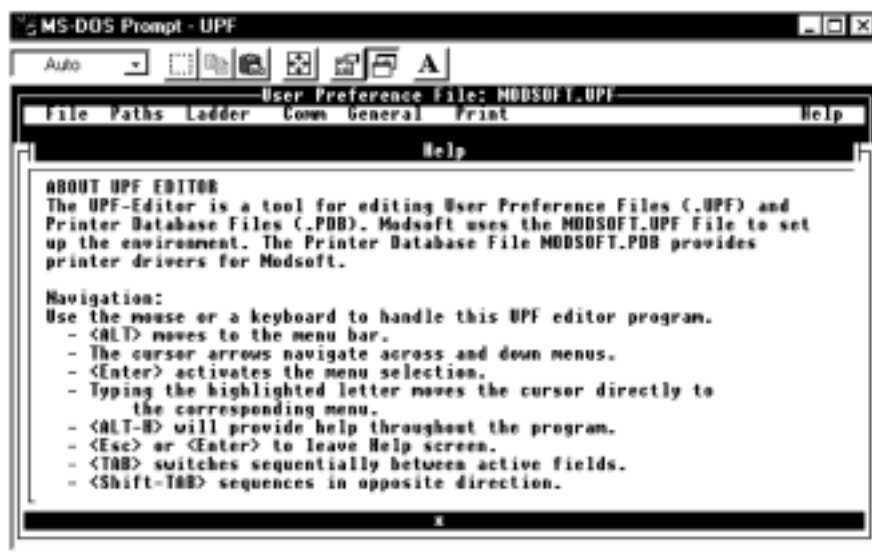 MS-DOS Prompt - UPF
Auto A
User Preference File: MODSOFT.UPF
File Paths Ladder Comm General Print Help
Help
ABOUT UPF EDITOR
The UPF-Editor is a tool for editing User Preference Files (.UPF) and
Printer Database Files (.PDB). Modsoft uses the MODSOFT.UPF File to set
up the environment. The Printer Database File MODSOFT.PDB provides
printer drivers for Modsoft.
Navigation:
Use the mouse or a keyboard to handle this UPF editor program.
- <ALT> moves to the menu bar.
- The cursor arrows navigate across and down menus.
- <Enter> activates the menu selection.
- Typing the highlighted letter moves the cursor directly to
the corresponding menu.
- <ALT-H> will provide help throughout the program.
- <Esc> or <Enter> to leave Help screen.
- <TAB> switches sequentially between active fields.
- <Shift-TAB> sequences in opposite direction.
x